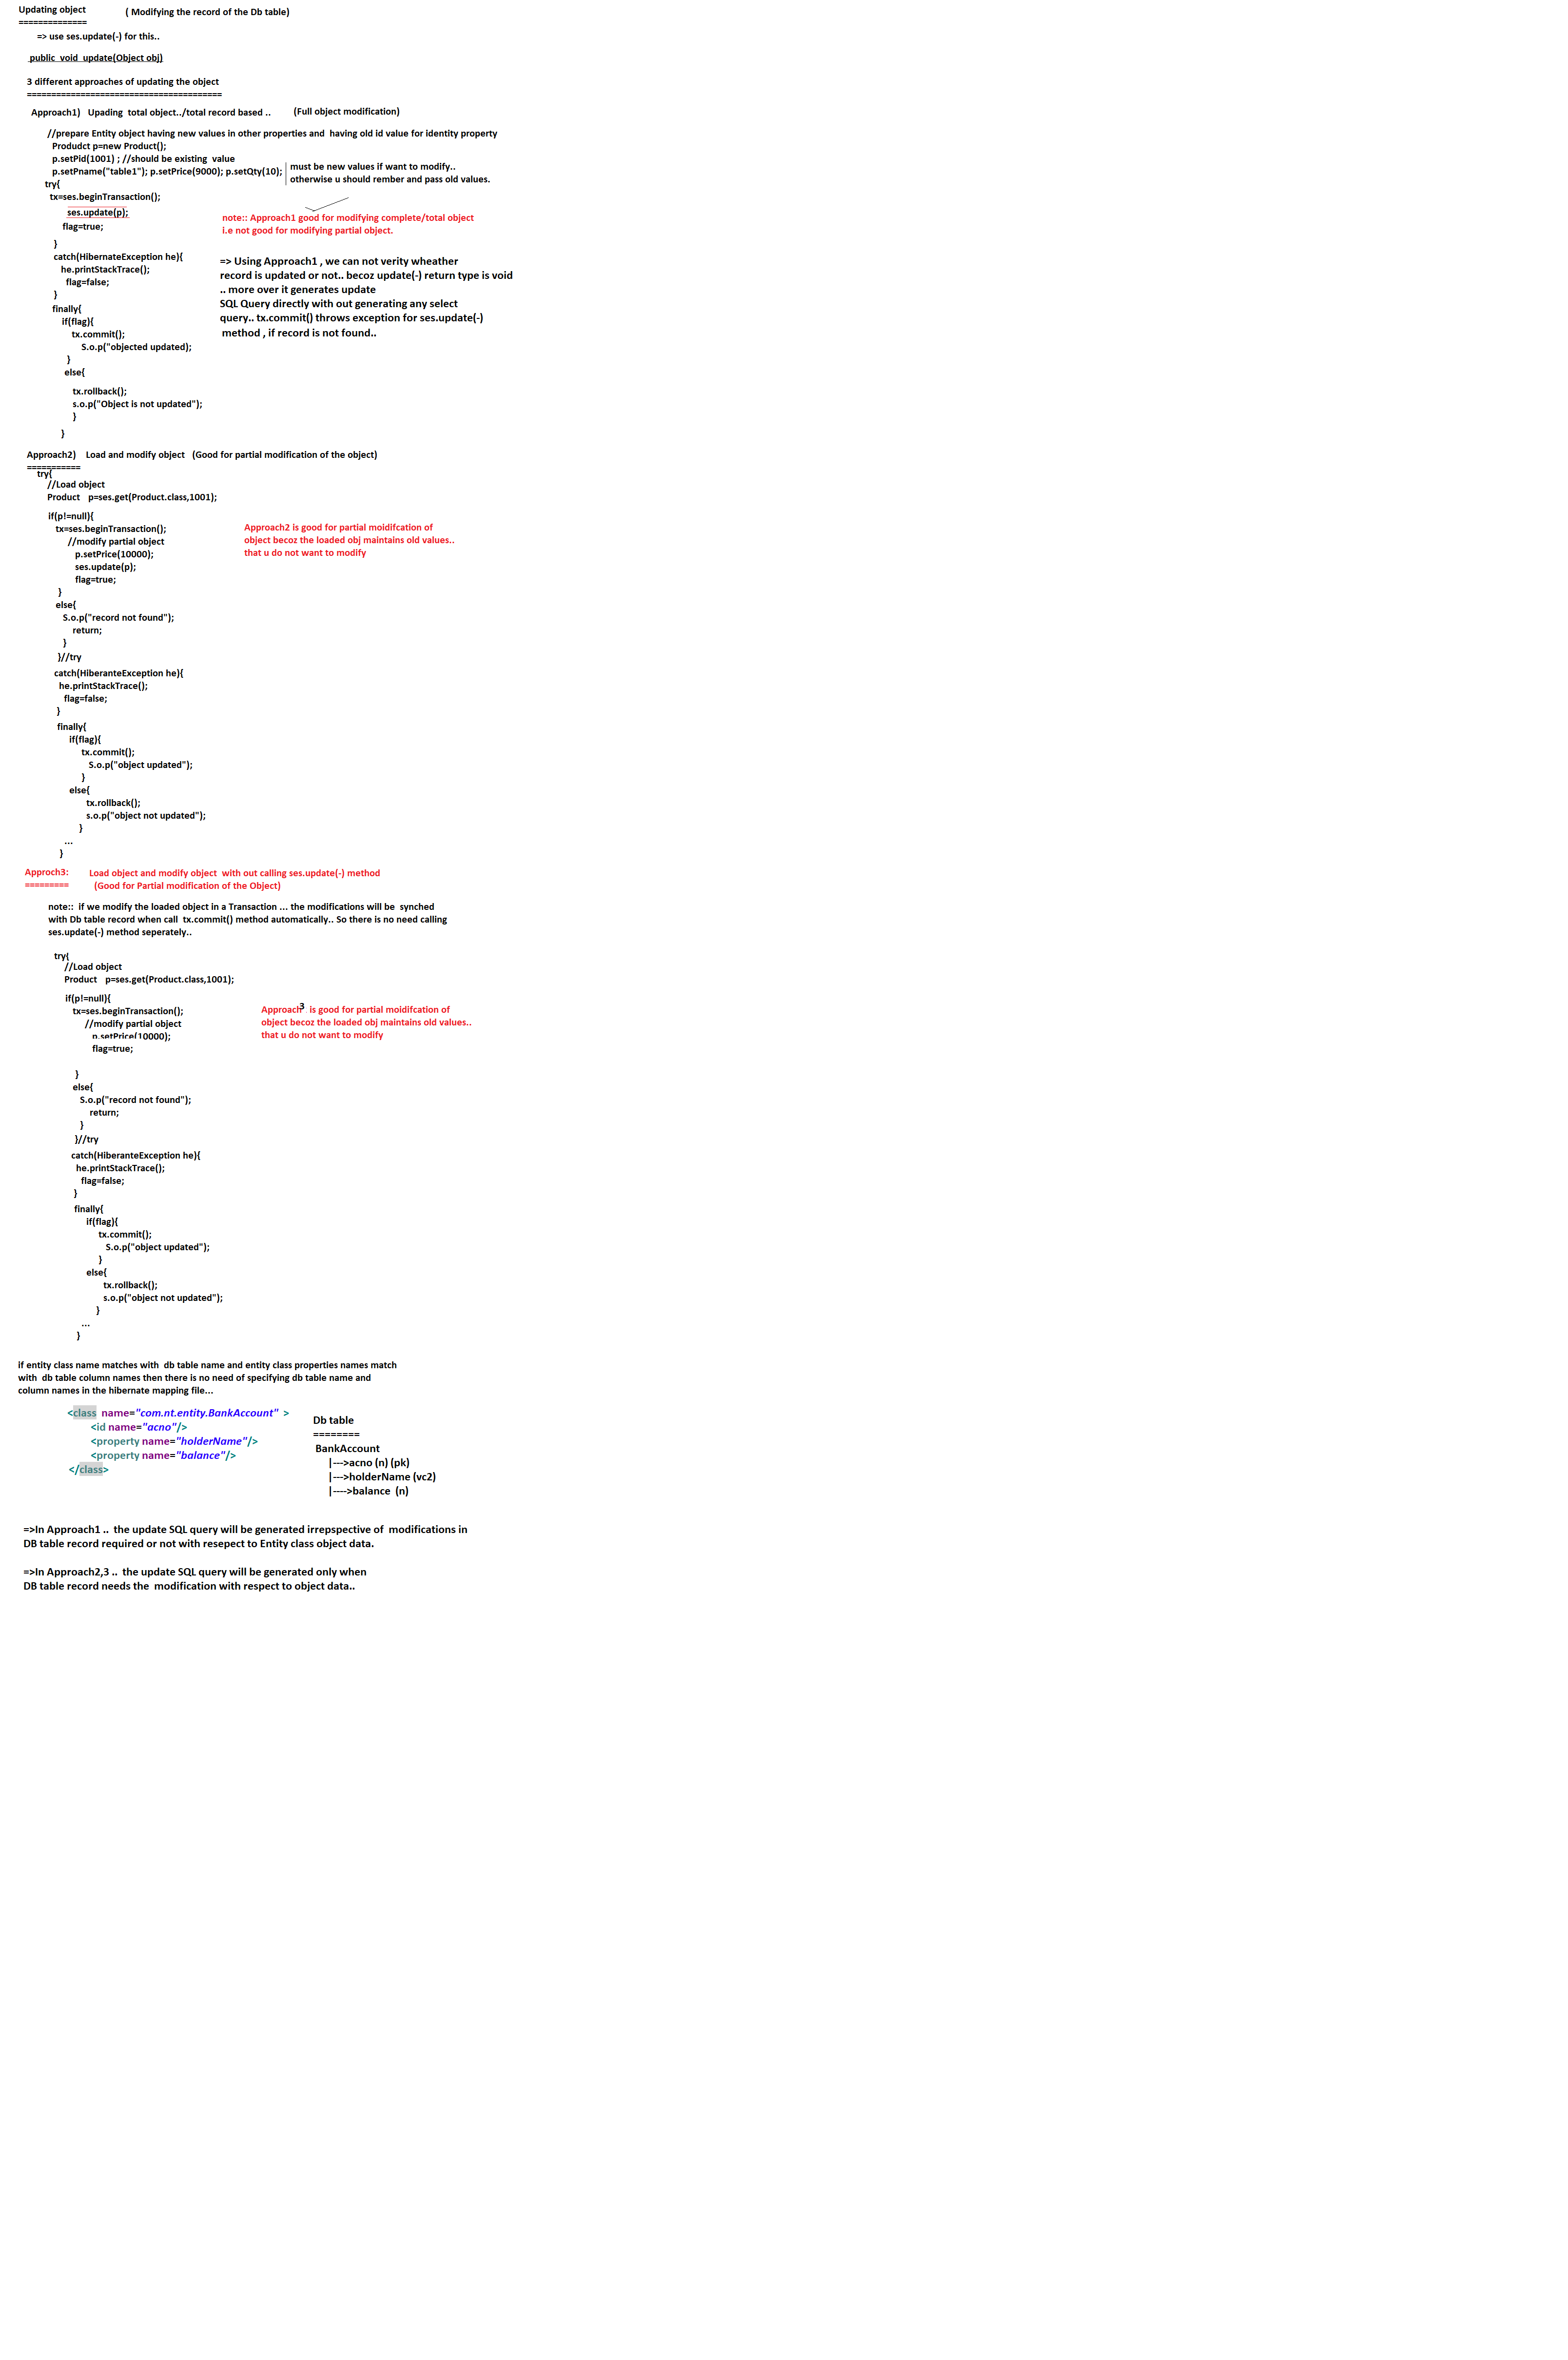 Updating object ( Modifying the record of the Db table)
==============
=> use ses.update(-) for this..
public void update(Object obj)
3 different approaches of updating the object
========================================
Approach1) Upading total object../total record based .. (Full object modification)
//prepare Entity object having new values in other properties and having old id value for identity property
Produdct p=new Product();
p.setPid(1001) ; //should be existing value
p.setPname("table1"); p.setPrice(9000); p.setQty(10);
must be new values if want to modify..
otherwise u should rember and pass old values.
try{
tx=ses.beginTransaction();
ses.update(p);
flag=true;
note:: Approach1 good for modifying complete/total object
i.e not good for modifying partial object.
}
catch(HibernateException he){
he.printStackTrace();
flag=false;
}
finally{
if(flag){
tx.commit();
S.o.p("objected updated);
}
else{
tx.rollback();
s.o.p("Object is not updated");
}
}
=> Using Approach1 , we can not verity wheather
record is updated or not.. becoz update(-) return type is void
.. more over it generates update
SQL Query directly with out generating any select
query.. tx.commit() throws exception for ses.update(-)
method , if record is not found..
Approach2) Load and modify object (Good for partial modification of the object)
===========
try{
//Load object
Product p=ses.get(Product.class,1001);
if(p!=null){
tx=ses.beginTransaction();
//modify partial object
p.setPrice(10000);
ses.update(p);
flag=true;
}
Approach2 is good for partial moidifcation of
object becoz the loaded obj maintains old values..
that u do not want to modify
else{
S.o.p("record not found");
return;
}
}//try
catch(HiberanteException he){
he.printStackTrace();
flag=false;
}
finally{
if(flag){
tx.commit();
S.o.p("object updated");
}
else{
tx.rollback();
s.o.p("object not updated");
}
...
}
Approch3: Load object and modify object with out calling ses.update(-) method
========= (Good for Partial modification of the Object)
note:: if we modify the loaded object in a Transaction ... the modifications will be synched
with Db table record when call tx.commit() method automatically.. So there is no need calling
ses.update(-) method seperately..
try{
//Load object
Product p=ses.get(Product.class,1001);
if(p!=null){
tx=ses.beginTransaction();
//modify partial object
p.setPrice(10000);
flag=true;
Approach3 is good for partial moidifcation of
object becoz the loaded obj maintains old values..
that u do not want to modify
}
else{
S.o.p("record not found");
return;
}
}//try
catch(HiberanteException he){
he.printStackTrace();
flag=false;
}
finally{
if(flag){
tx.commit();
S.o.p("object updated");
}
else{
tx.rollback();
s.o.p("object not updated");
}
...
}
if entity class name matches with db table name and entity class properties names match
with db table column names then there is no need of specifying db table name and
column names in the hibernate mapping file...
<class name="com.nt.entity.BankAccount" >
<id name="acno"/>
<property name="holderName"/>
<property name="balance"/>
</class>
Db table
========
BankAccount
|--->acno (n) (pk)
|--->holderName (vc2)
|---->balance (n)
=>In Approach1 .. the update SQL query will be generated irrepspective of modifications in
DB table record required or not with resepect to Entity class object data.
=>In Approach2,3 .. the update SQL query will be generated only when
DB table record needs the modification with respect to object data..